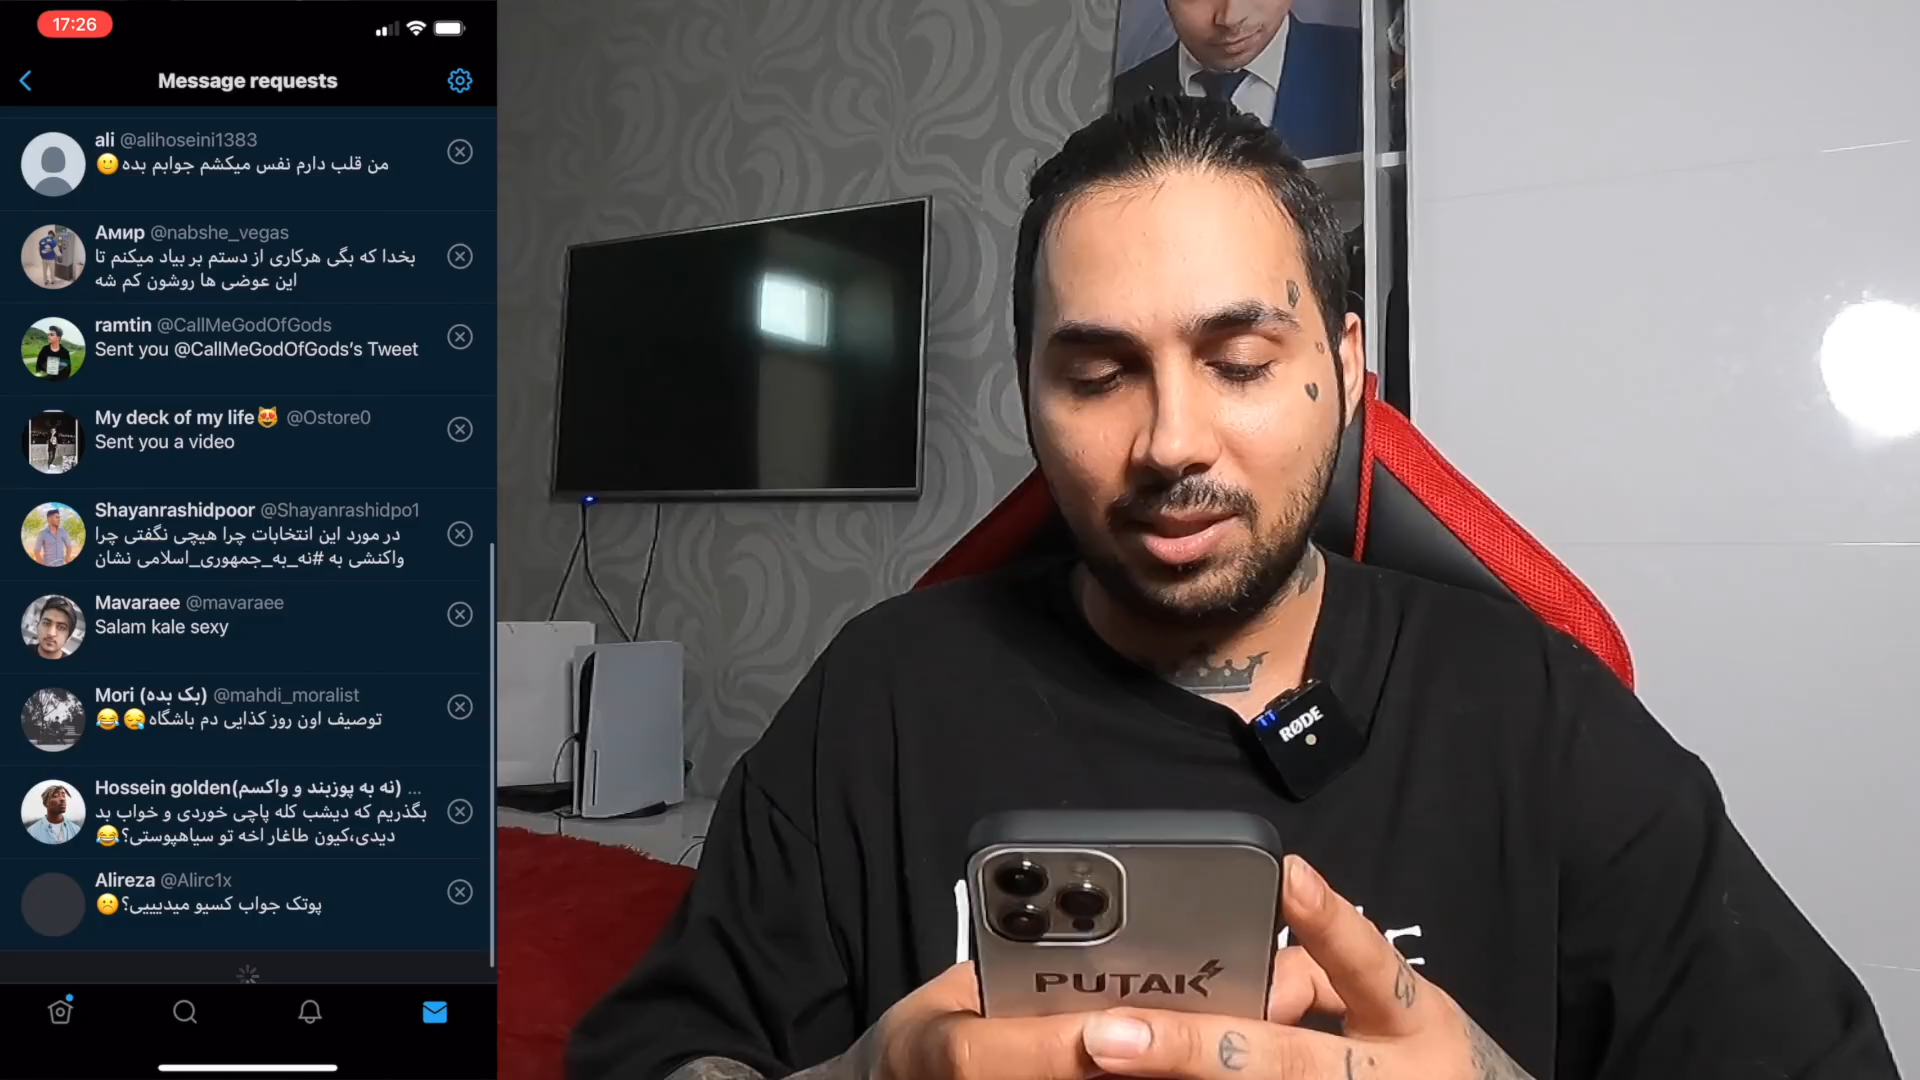 17:26
Message requests
ali @alihoseini1383
من قلب دارم نفس میکشم جوابم بده🙂
Амир @nabshe_vegas
بخدا که بگی هرکاری از دستم بر بیاد میکنم تا
این عوضی ها روشون کم شه
ramtin @CallMeGodOfGods
Sent you @CallMeGodOfGods's Tweet
My deck of my life😻 @Ostore0
Sent you a video
Shayanrashidpoor @Shayanrashidpo1
در مورد این انتخابات چرا هیچی نگفتی چرا
واکنشی به #نه_به_جمهوری_اسلامی نشان
Mavaraee @mavaraee
Salam kale sexy
Mori (بک بده) @mahdi_moralist
توصیف اون روز کذایی دم باشگاه😪😂
Hossein golden(نه به پوزبند و واکسم) ...
بگذریم که دیشب کله پاچی خوردی و خواب بد
دیدی،کیون طاغار اخه تو سیاهپوستی؟😂
Alireza @Alirc1x
پوتک جواب کسیو میدیییی؟☹️
RØDE
PUTAK